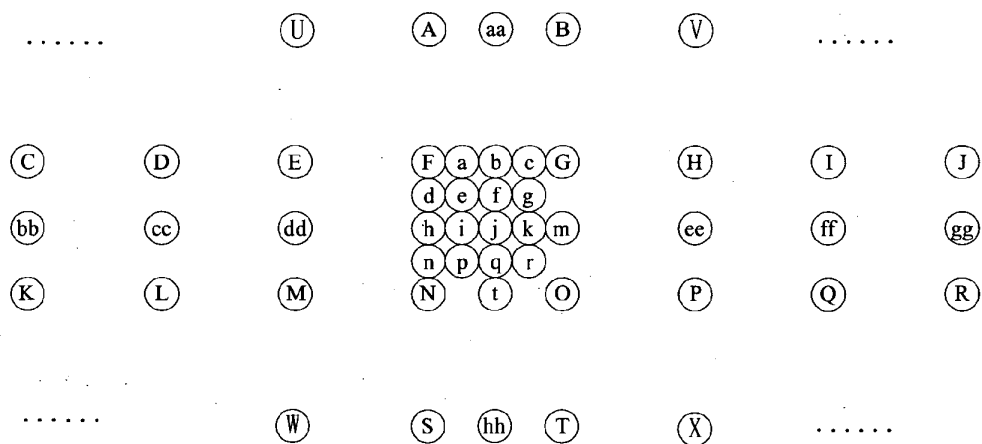 ...... U A aa B V ......
C D E F a b c G H I J
d e f g
bb cc dd h i j k m ee ff gg
n p q r
K L M N t O P Q R
...... W S hh T X ......